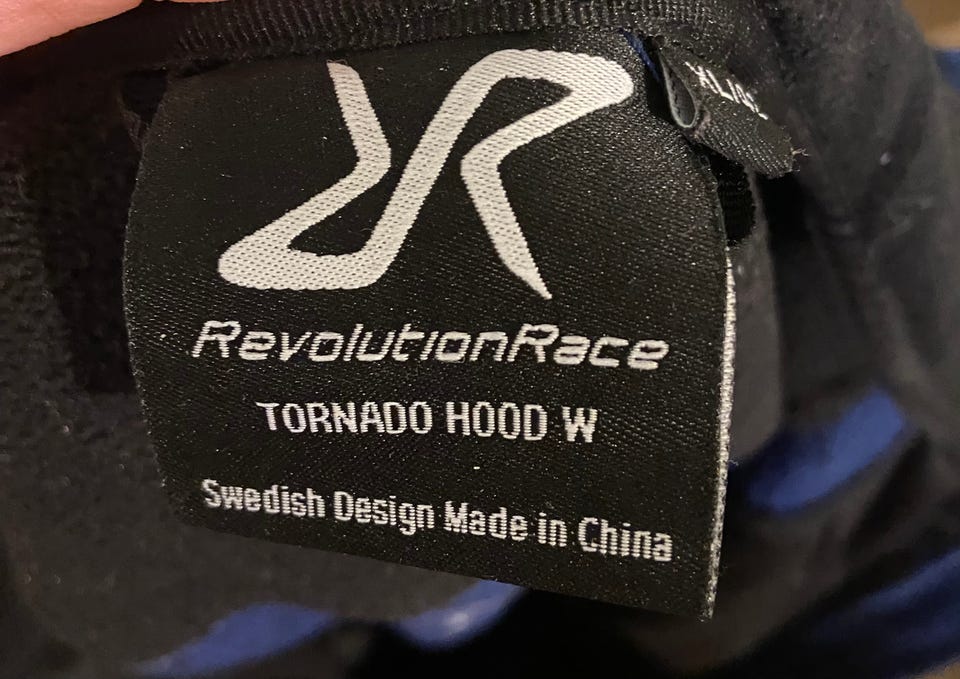 RevolutionRace
TORNADO HOOD W
Swedish Design Made in China